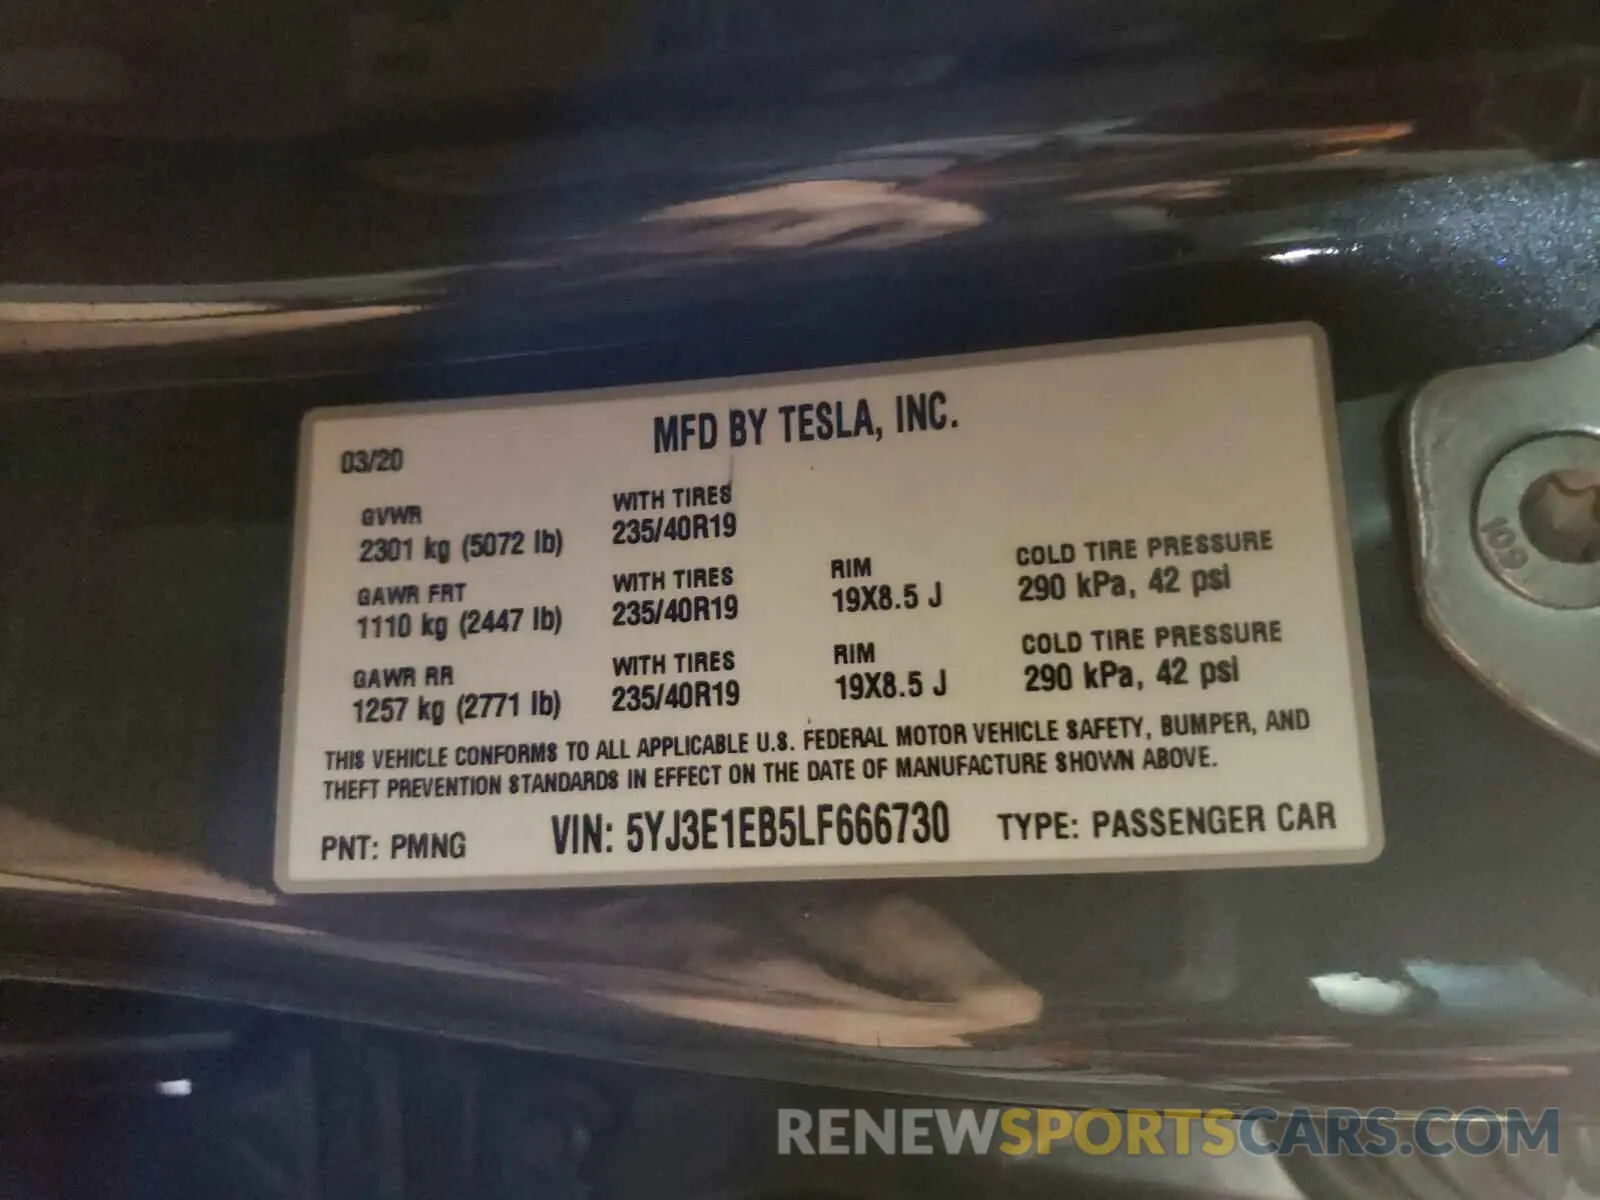 MFD BY TESLA, INC.
03/20
GVWR WITH TIRES
2301 kg (5072 lb) 235/40R19
GAWR FRT WITH TIRES RIM COLD TIRE PRESSURE
1110 kg (2447 lb) 235/40R19 19X8.5 J 290 kPa, 42 psi
GAWR RR WITH TIRES RIM COLD TIRE PRESSURE
1257 kg (2771 lb) 235/40R19 19X8.5 J 290 kPa, 42 psi
THIS VEHICLE CONFORMS TO ALL APPLICABLE U.S. FEDERAL MOTOR VEHICLE SAFETY, BUMPER, AND
THEFT PREVENTION STANDARDS IN EFFECT ON THE DATE OF MANUFACTURE SHOWN ABOVE.
PNT: PMNG VIN: 5YJ3E1EB5LF666730 TYPE: PASSENGER CAR
109
RENEWSPORTSCARS.COM